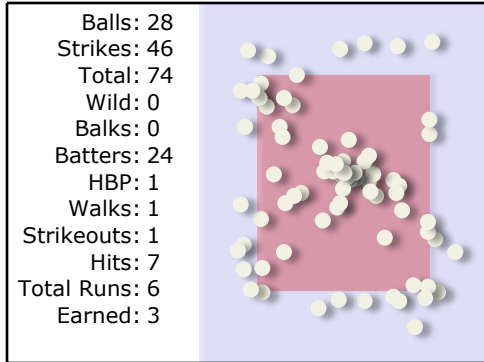 Balls: 28
Strikes: 46
Total: 74
Wild: 0
Balks: 0
Batters: 24
HBP: 1
Walks: 1
Strikeouts: 1
Hits: 7
Total Runs: 6
Earned: 3